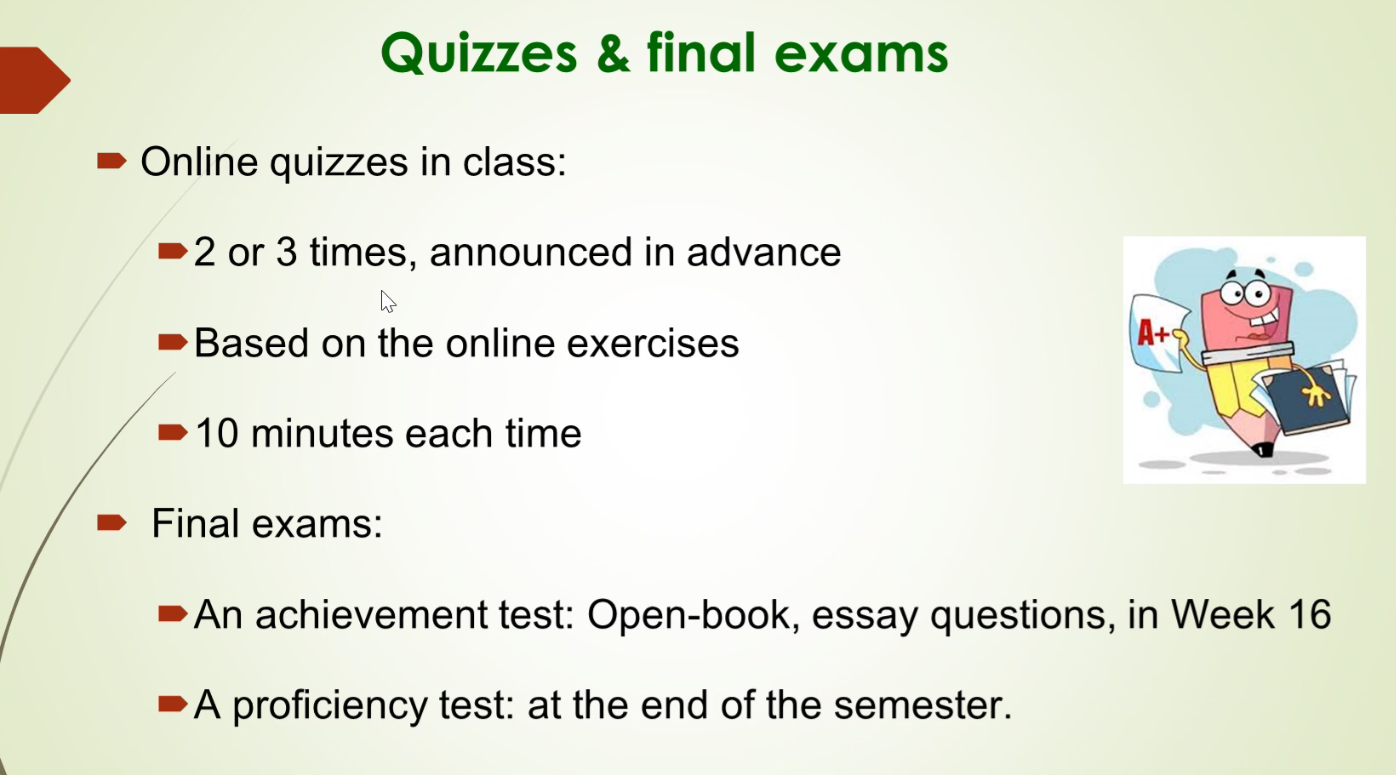 Quizzes & final exams
Online quizzes in class:
2 or 3 times, announced in advance
Based on the online exercises
A+
10 minutes each time
Final exams:
An achievement test: Open-book, essay questions, in Week 16
A proficiency test: at the end of the semester.